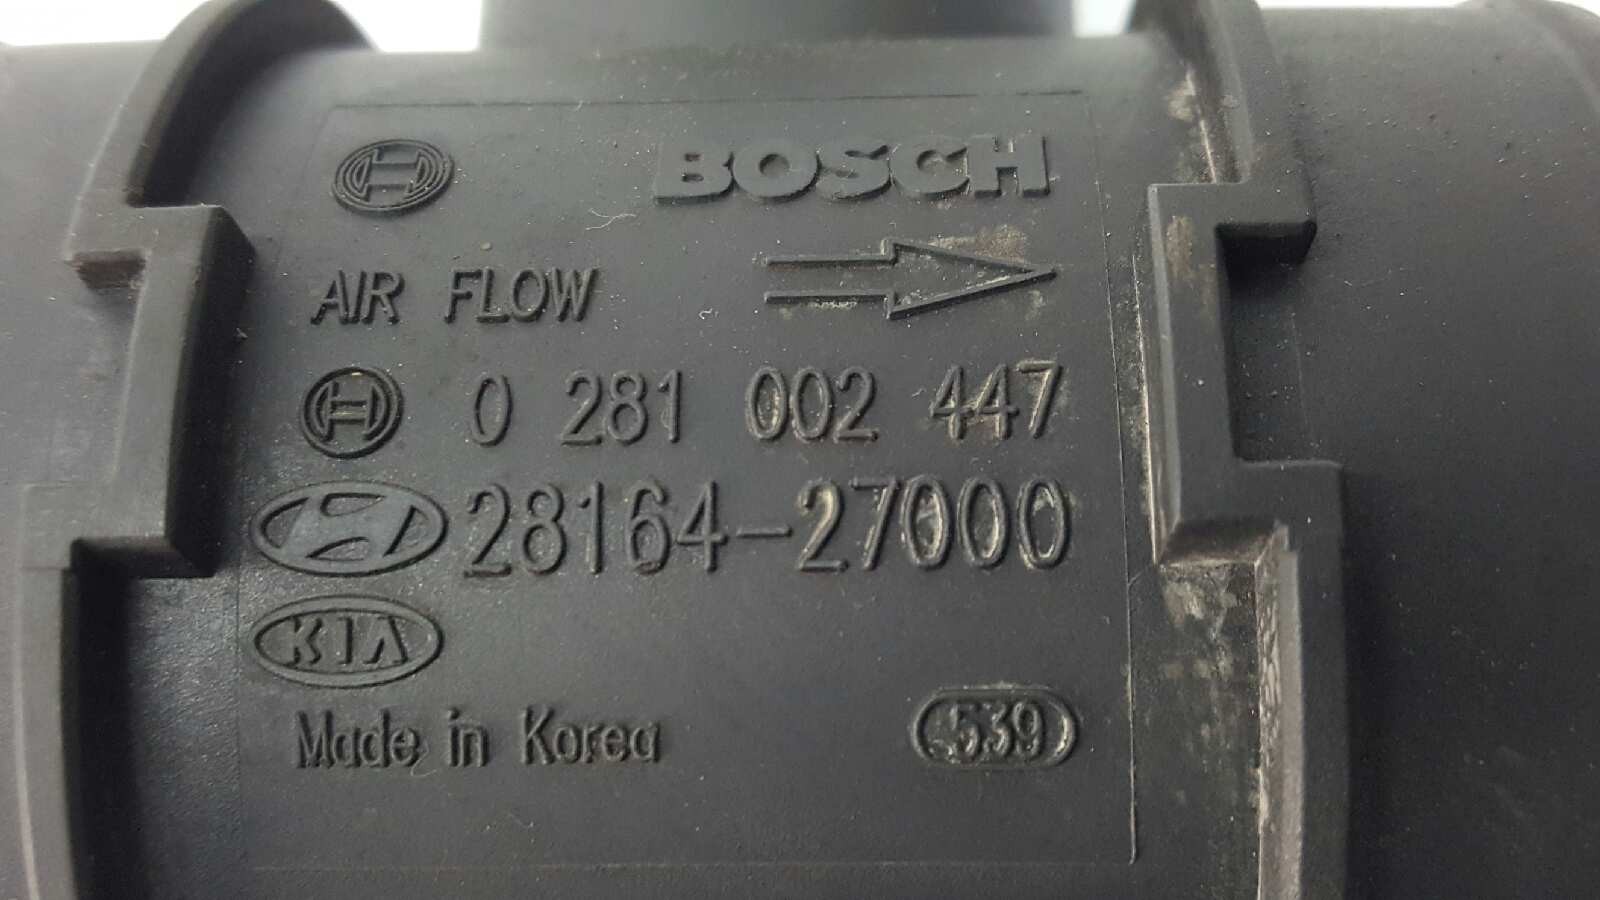 BOSCH
AIR FLOW
0 281 002 447
28164-27000
KIA
Made in Korea
539